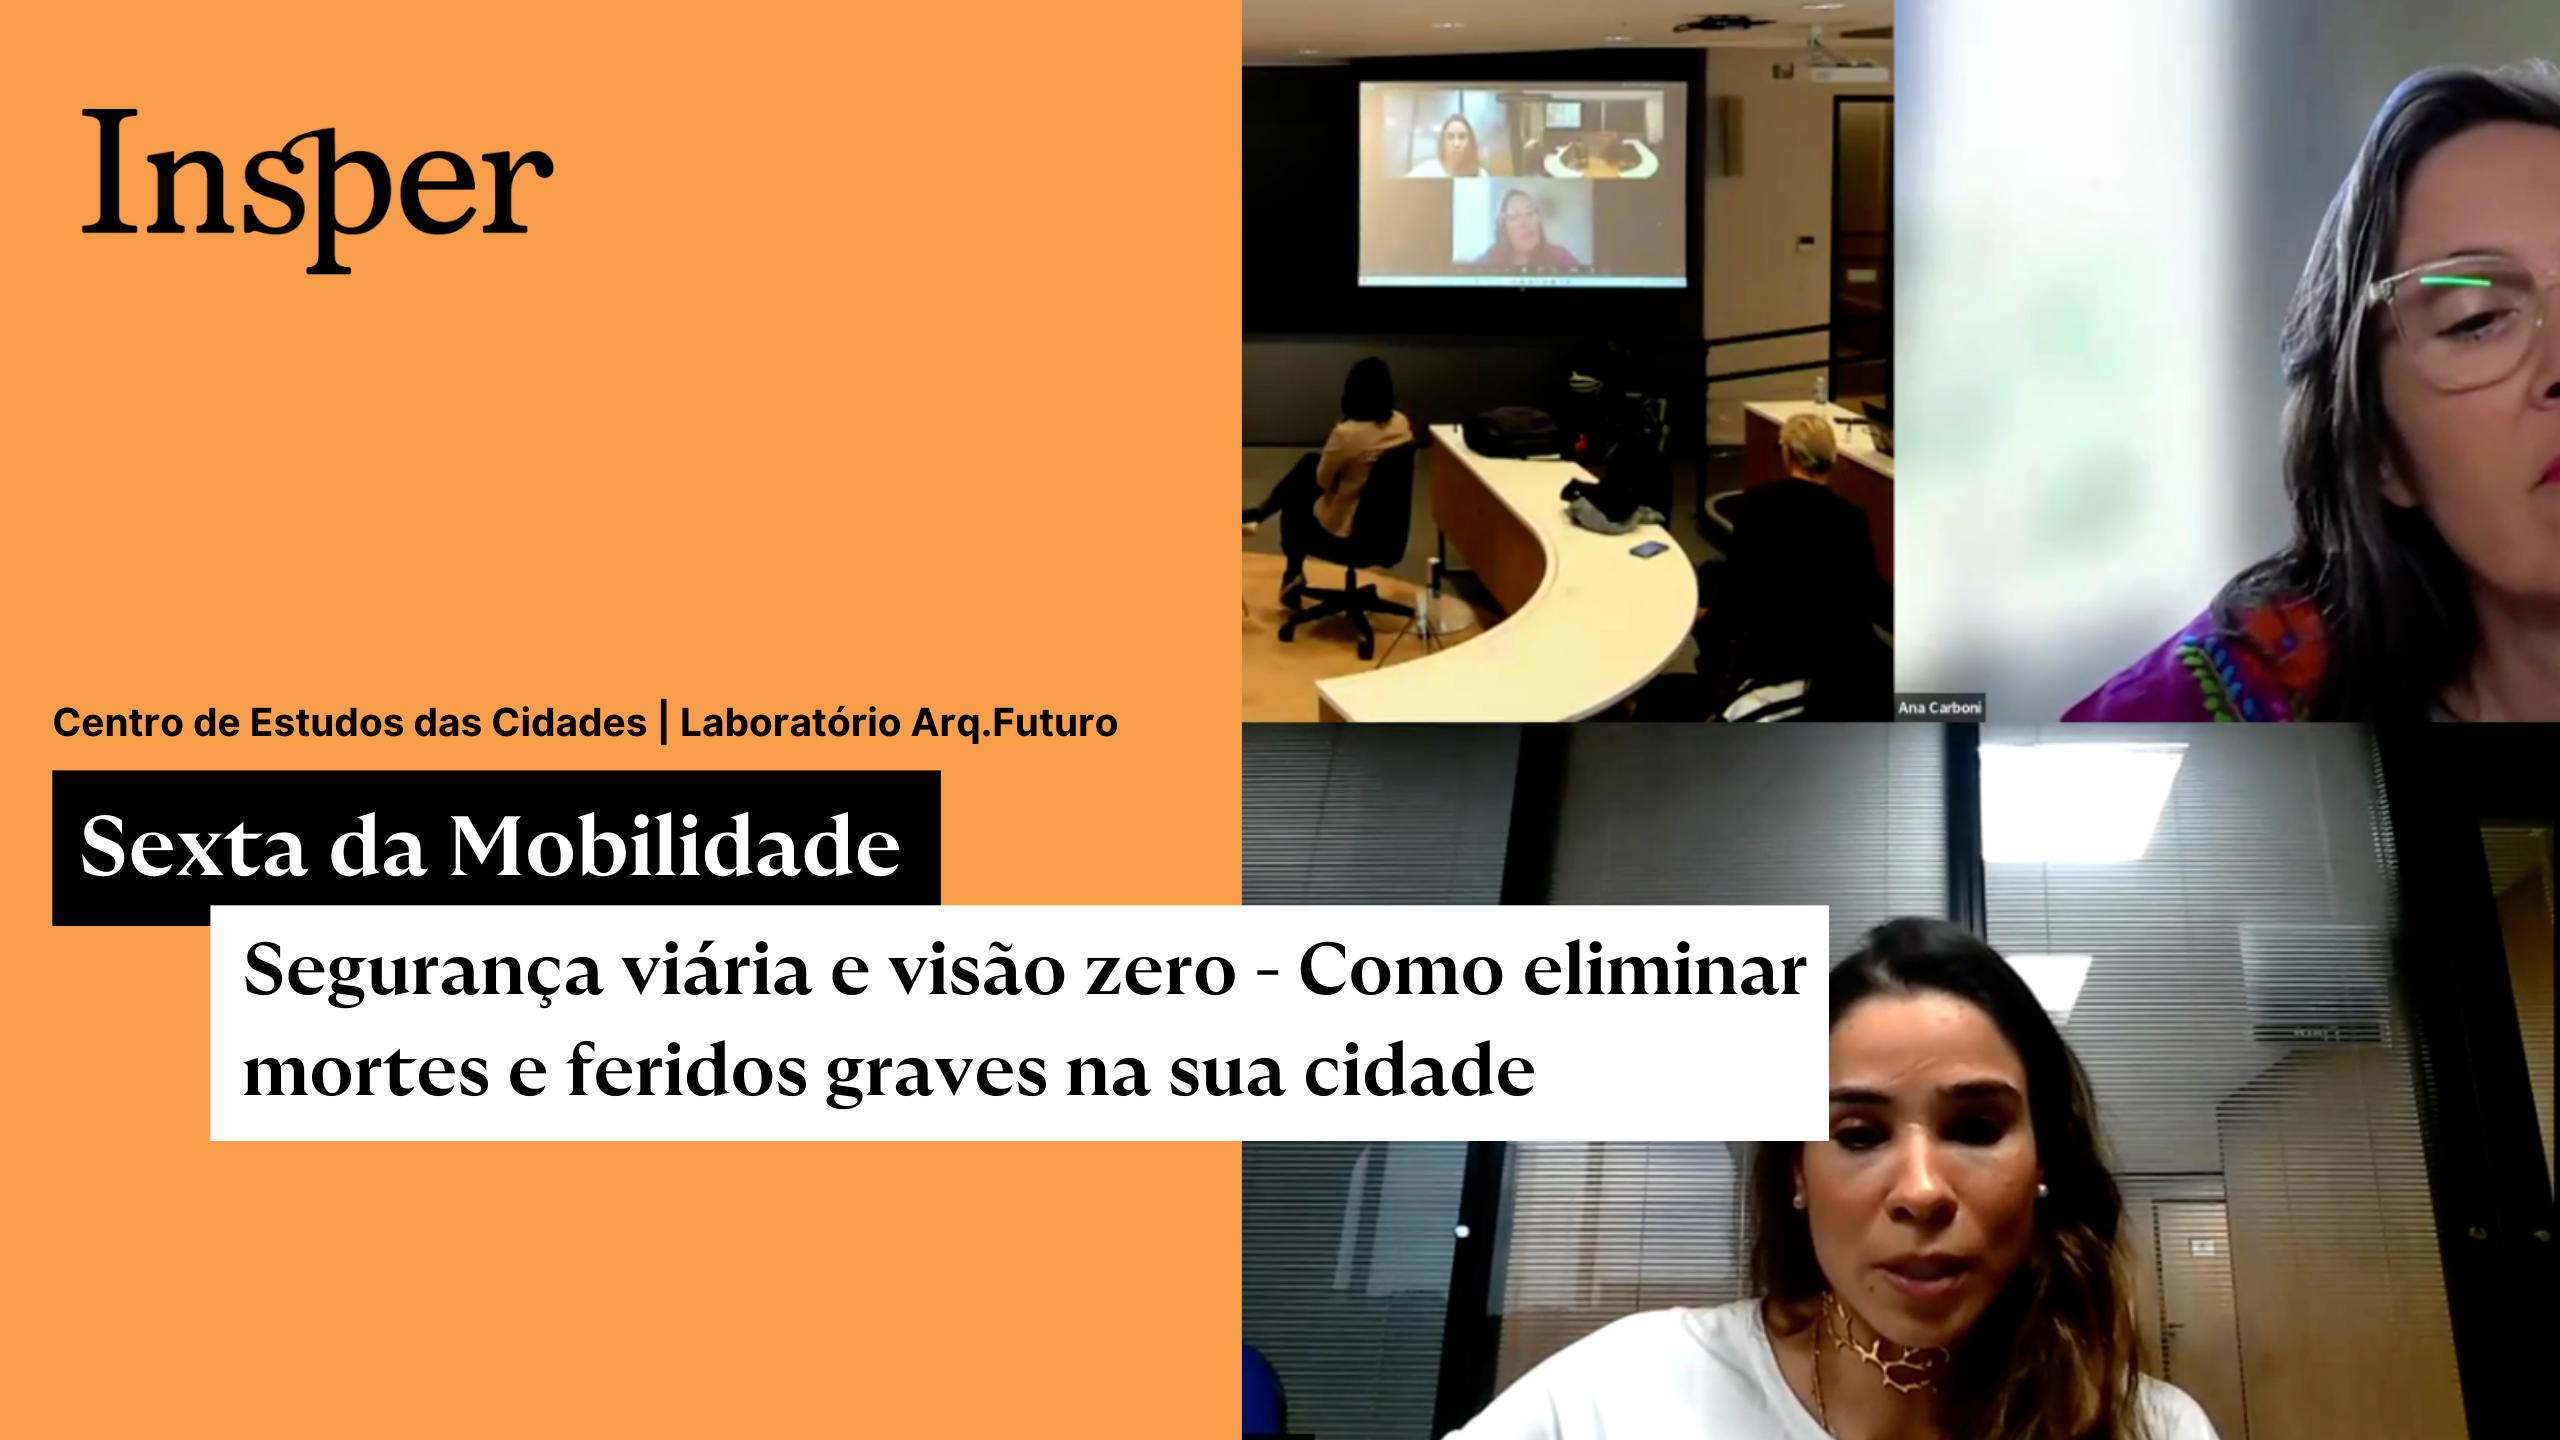 Insper
Centro de Estudos das Cidades | Laboratório Arq.Futuro
Sexta da Mobilidade
Segurança viária e visão zero - Como eliminar
mortes e feridos graves na sua cidade
Ana Carboni